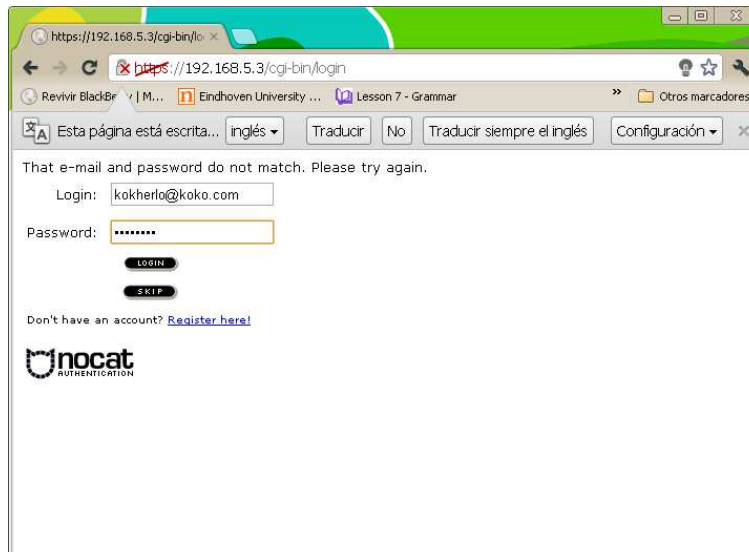 https://192.168.5.3/cgi-bin/lo
https://192.168.5.3/cgi-bin/login
Revivir BlackBe y | M... Eindhoven University ... Lesson 7 - Grammar » Otros marcadores
Esta página está escrita... inglés Traducir No Traducir siempre el inglés Configuración
That e-mail and password do not match. Please try again.
Login: kokherlo@koko.com
Password: ••••••••
LOGIN
SKIP
Don't have an account? Register here!
nocat
AUTHENTICATION